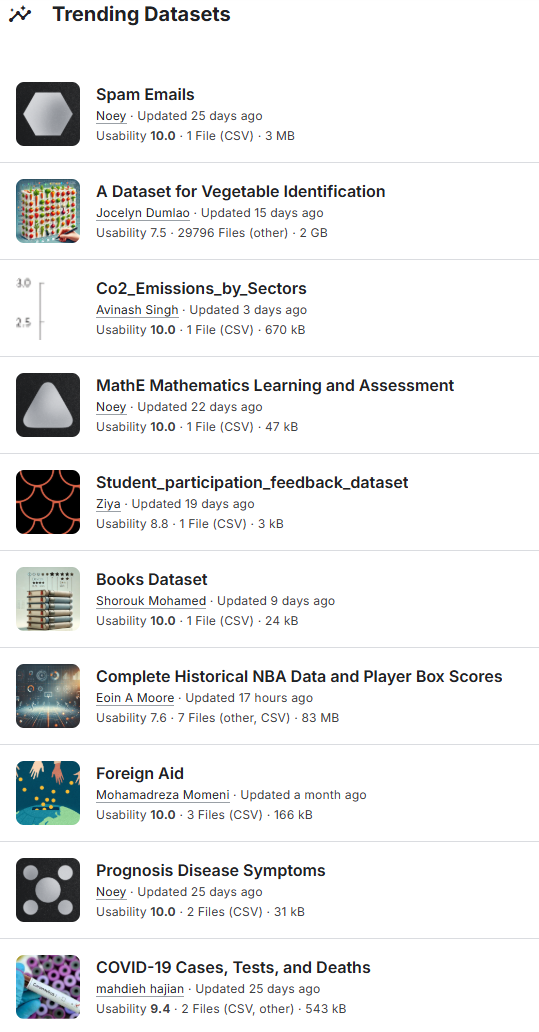 Trending Datasets
Spam Emails
Noey · Updated 25 days ago
Usability 10.0 · 1 File (CSV) · 3 MB
A Dataset for Vegetable Identification
Jocelyn Dumlao · Updated 15 days ago
Usability 7.5 · 29796 Files (other) · 2 GB
3.0
2.5
Co2_Emissions_by_Sectors
Avinash Singh · Updated 3 days ago
Usability 10.0 · 1 File (CSV) · 670 kB
MathE Mathematics Learning and Assessment
Noey · Updated 22 days ago
Usability 10.0 · 1 File (CSV) · 47 kB
Student_participation_feedback_dataset
Ziya · Updated 19 days ago
Usability 8.8 · 1 File (CSV) · 3 kB
Books Dataset
Shorouk Mohamed · Updated 9 days ago
Usability 10.0 · 1 File (CSV) · 24 kB
Complete Historical NBA Data and Player Box Scores
Eoin A Moore · Updated 17 hours ago
Usability 7.6 · 7 Files (other, CSV) · 83 MB
Foreign Aid
Mohamadreza Momeni · Updated a month ago
Usability 10.0 · 3 Files (CSV) · 166 kB
Prognosis Disease Symptoms
Noey · Updated 25 days ago
Usability 10.0 · 2 Files (CSV) · 31 kB
COVID-19 Cases, Tests, and Deaths
mahdieh hajian · Updated 25 days ago
Usability 9.4 · 2 Files (CSV, other) · 543 kB